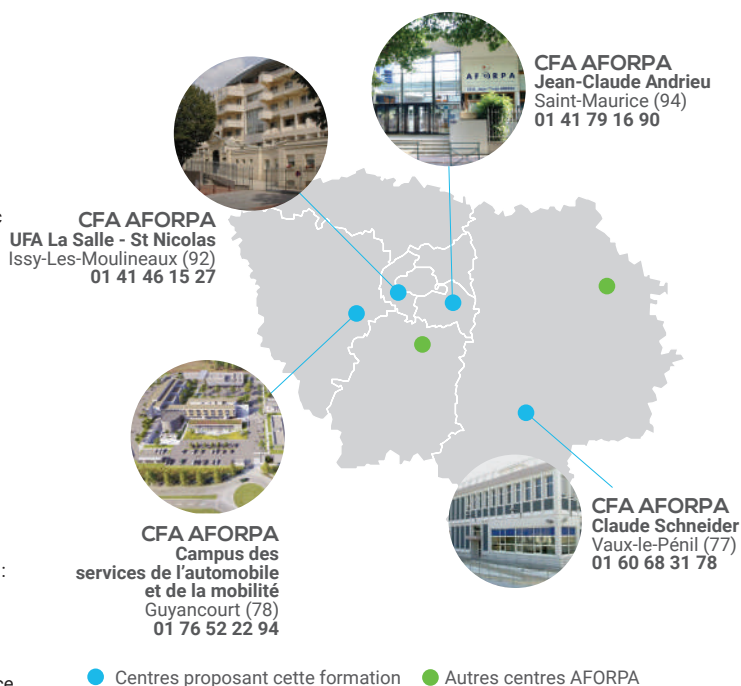 AFORPA
CFA AFORPA
Jean-Claude Andrieu
Saint-Maurice (94)
01 41 79 16 90
CFA AFORPA
UFA La Salle - St Nicolas
Issy-Les-Moulineaux (92)
01 41 46 15 27
CFA AFORPA
Campus des
services de l’automobile
et de la mobilité
Guyancourt (78)
01 76 52 22 94
CFA AFORPA
Claude Schneider
Vaux-le-Pénil (77)
01 60 68 31 78
:
Centres proposant cette formation
Autres centres AFORPA